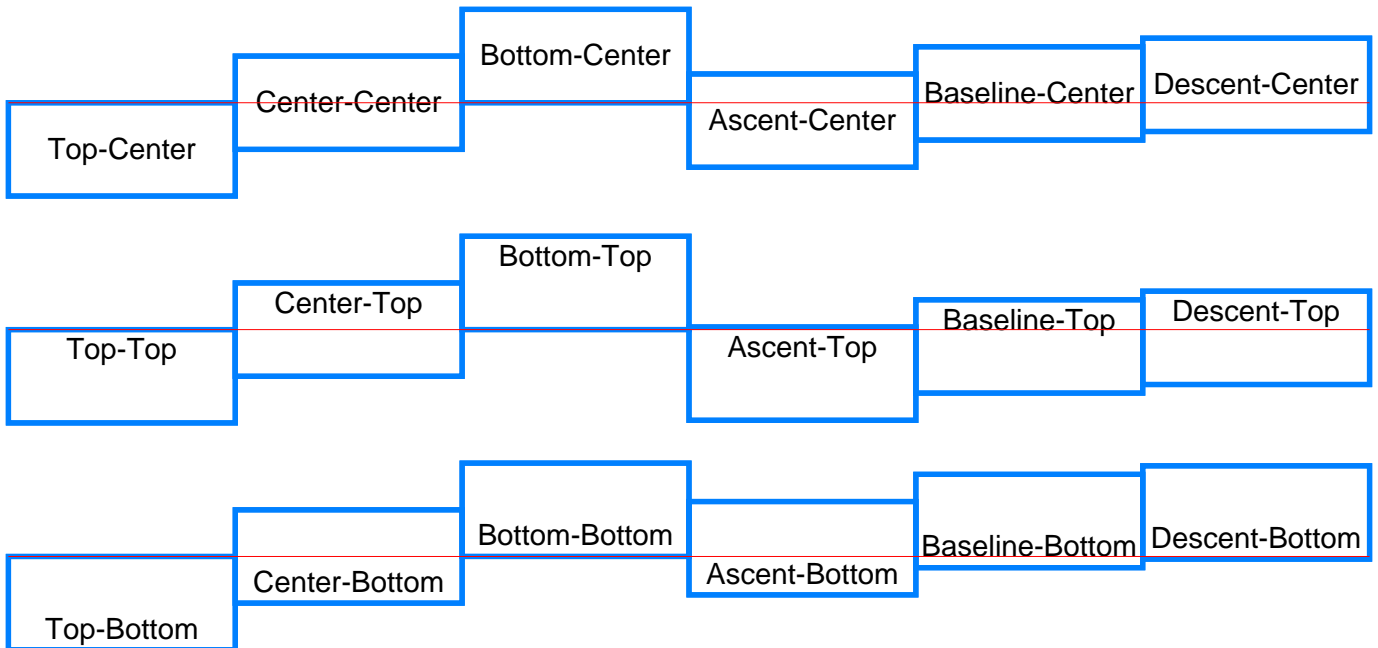 Top-Center Center-Center Bottom-Center Ascent-Center Baseline-Center Descent-Center
Top-Top Center-Top Bottom-Top Ascent-Top Baseline-Top Descent-Top
Top-Bottom Center-Bottom Bottom-Bottom Ascent-Bottom Baseline-Bottom Descent-Bottom